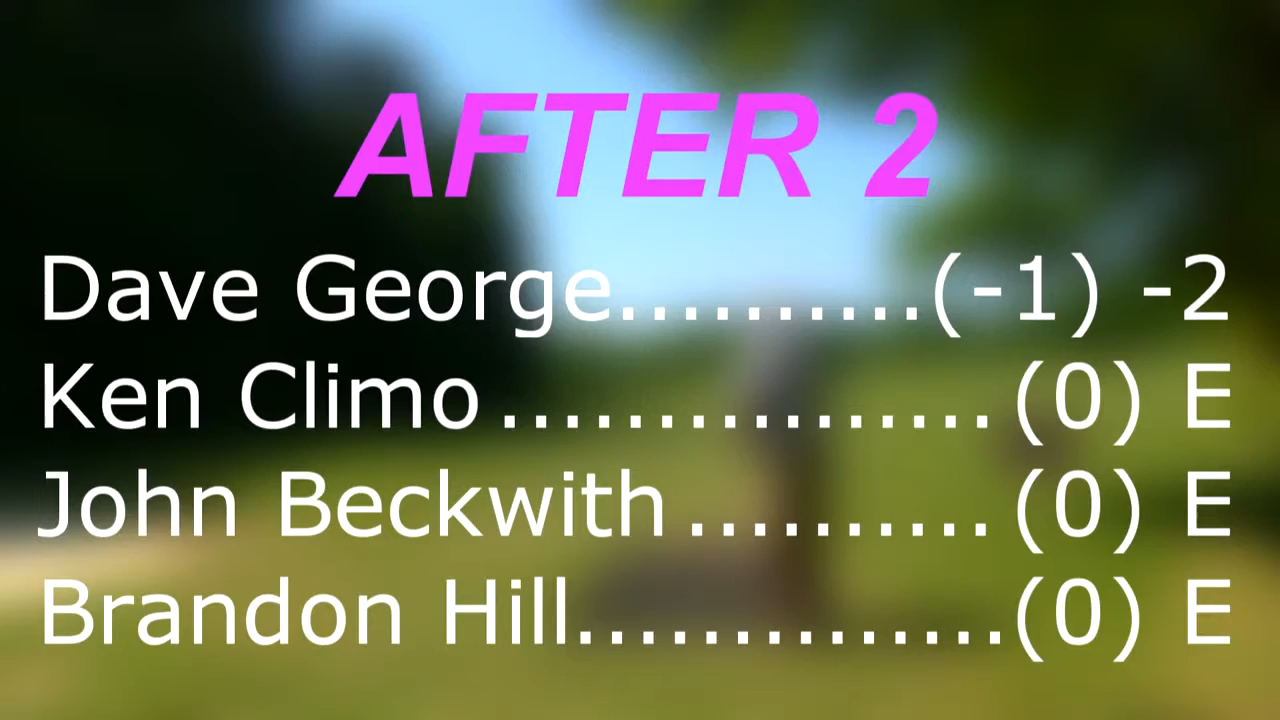 AFTER 2
Dave George..........(-1) -2
Ken Climo ................ (0) E
John Beckwith .......... (0) E
Brandon Hill..............(0) E